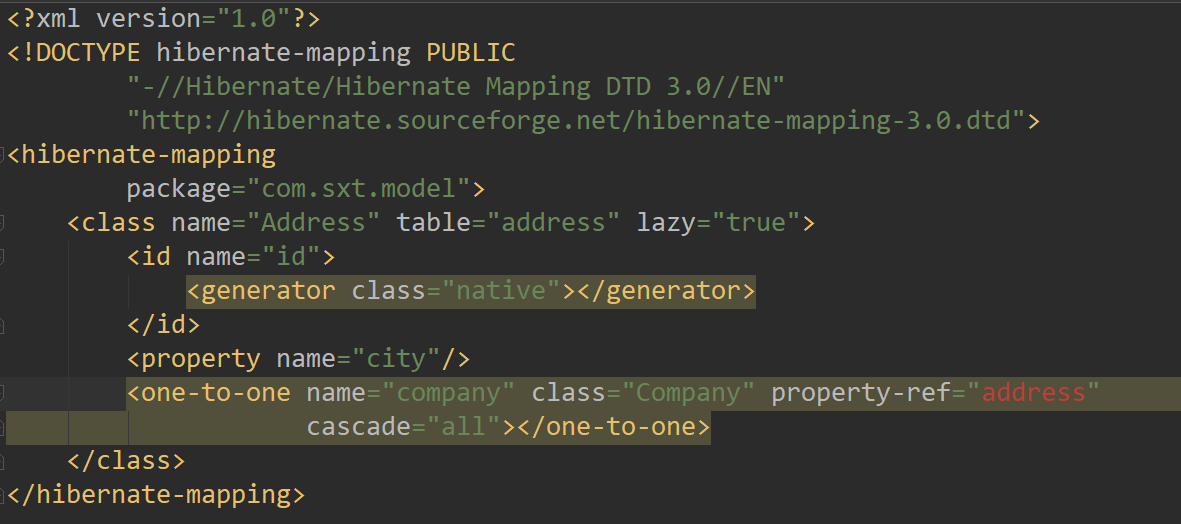 <?xml version="1.0"?>
<!DOCTYPE hibernate-mapping PUBLIC
        "-//Hibernate/Hibernate Mapping DTD 3.0//EN"
        "http://hibernate.sourceforge.net/hibernate-mapping-3.0.dtd">
<hibernate-mapping
        package="com.sxt.model">
    <class name="Address" table="address" lazy="true">
        <id name="id">
            <generator class="native"></generator>
        </id>
        <property name="city"/>
        <one-to-one name="company" class="Company" property-ref="address"
                    cascade="all"></one-to-one>
    </class>
</hibernate-mapping>